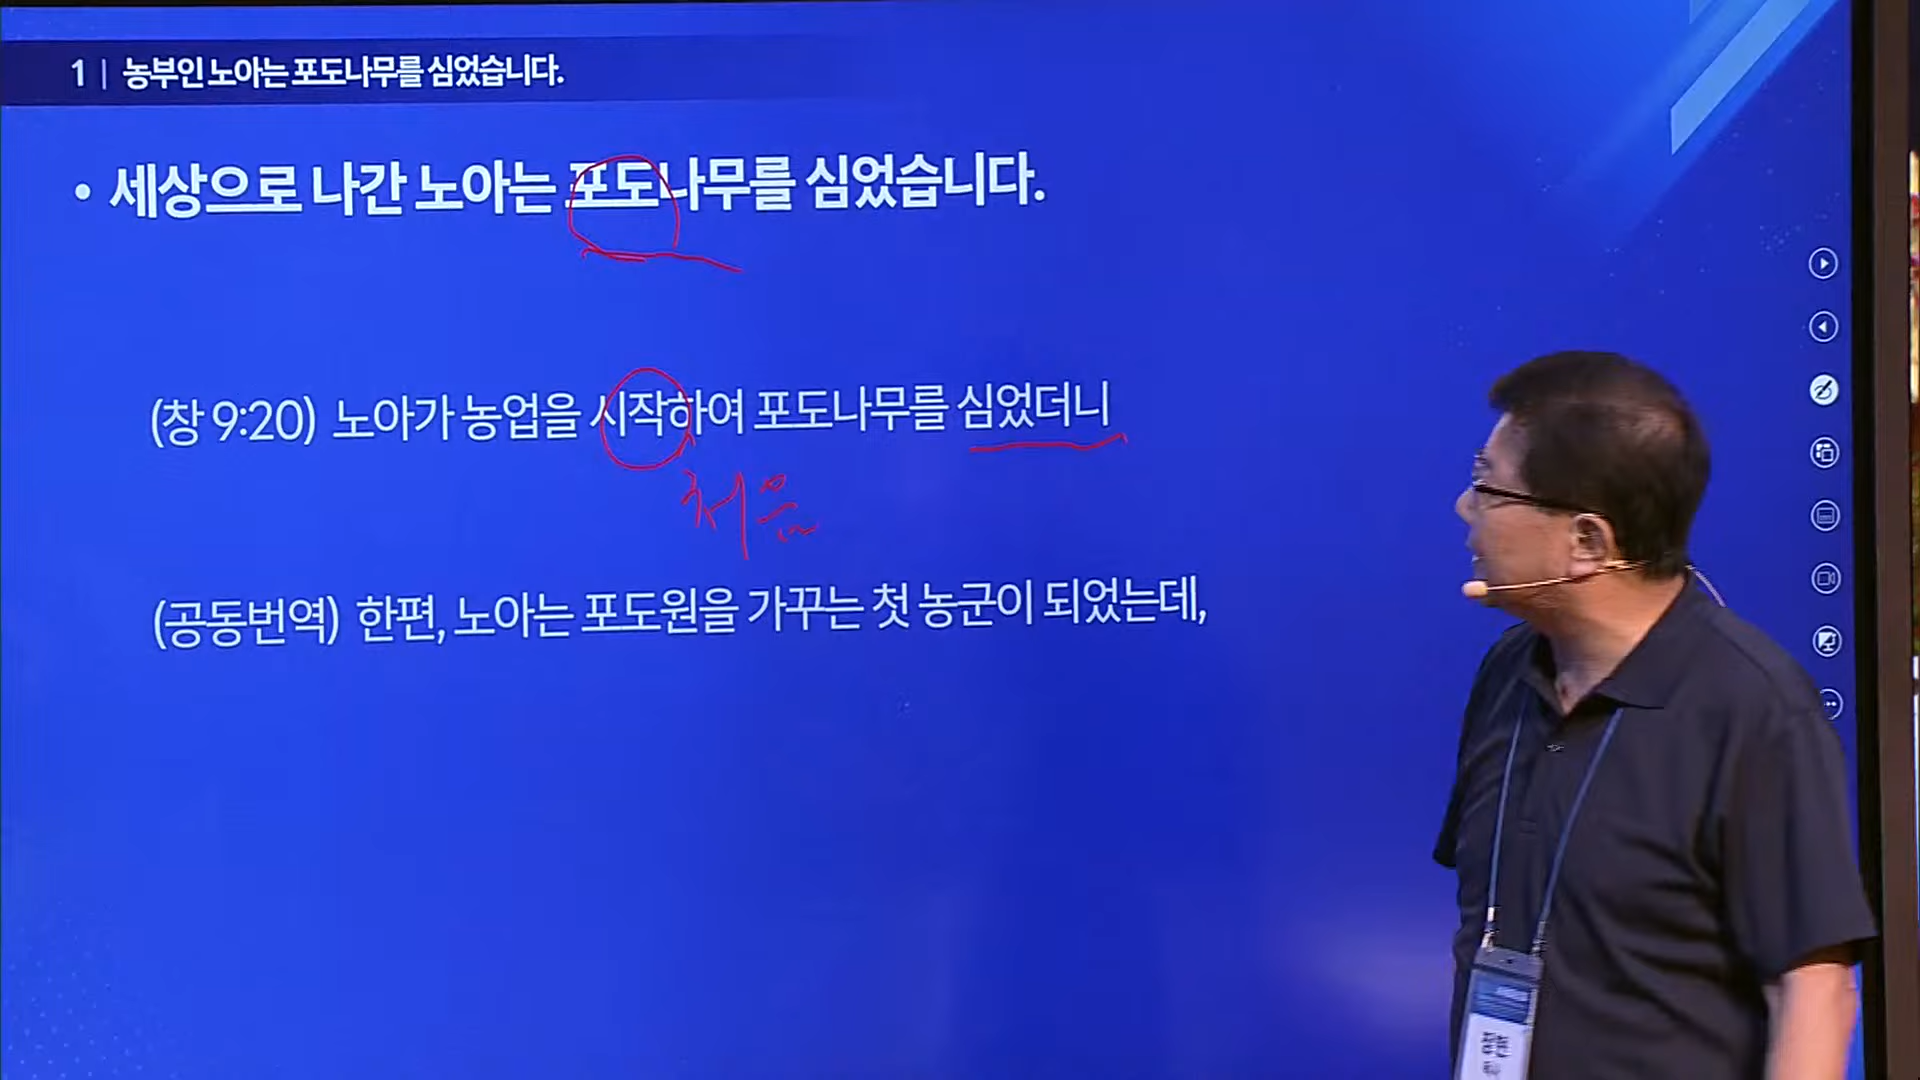 1 | 농부인 노아는 포도나무를 심었습니다.
• 세상으로 나간 노아는 포도나무를 심었습니다.
(창 9:20) 노아가 농업을 시작하여 포도나무를 심었더니
처음
(공동번역) 한편, 노아는 포도원을 가꾸는 첫 농군이 되었는데,